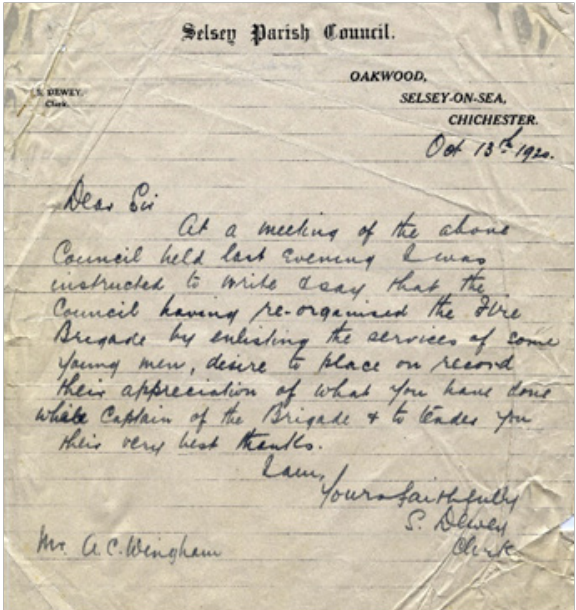 Selsey Parish Council.
S. DEWEY,
Clerk.
OAKWOOD,
SELSEY-ON-SEA,
CHICHESTER.
Oct 13th 1920.
Dear Sir
At a meeting of the above
Council held last evening I was
instructed to write & say that the
Council having re-organised the Fire
Brigade by enlisting the services of some
young men, desire to place on record
their appreciation of what you have done
while Captain of the Brigade & to tender you
their very best thanks.
I am,
Yours faithfully
S. Dewey
Clerk
Mr. A. C. Wingham